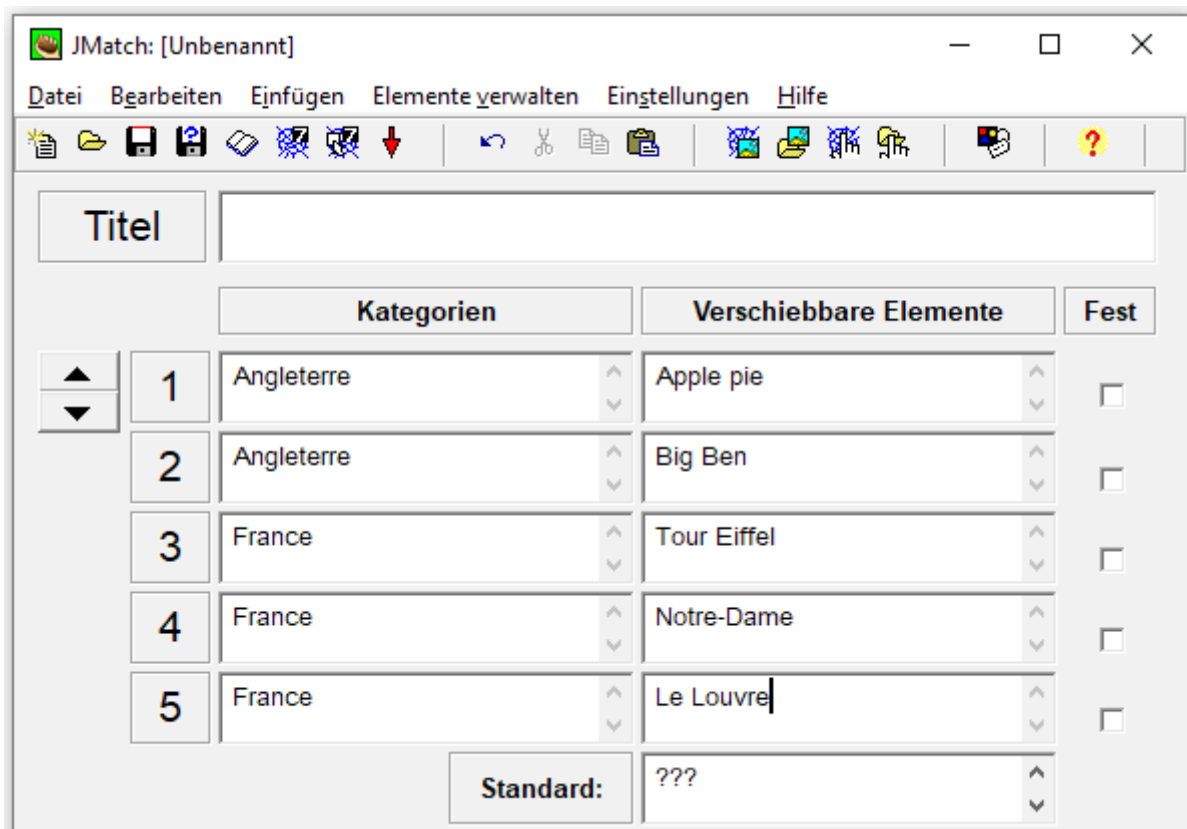 JMatch: [Unbenannt]
Datei Bearbeiten Einfügen Elemente verwalten Einstellungen Hilfe
Titel
Kategorien Verschiebbare Elemente Fest
1 Angleterre Apple pie
2 Angleterre Big Ben
3 France Tour Eiffel
4 France Notre-Dame
5 France Le Louvre
Standard: ???